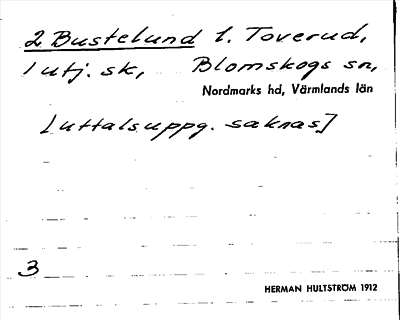 2 Bustelund l. Toverud,
1 utj. sk, Blomskogs sn,
Nordmarks hd, Värmlands län
[uttalsuppg. saknas]
3
HERMAN HULTSTRÖM 1912